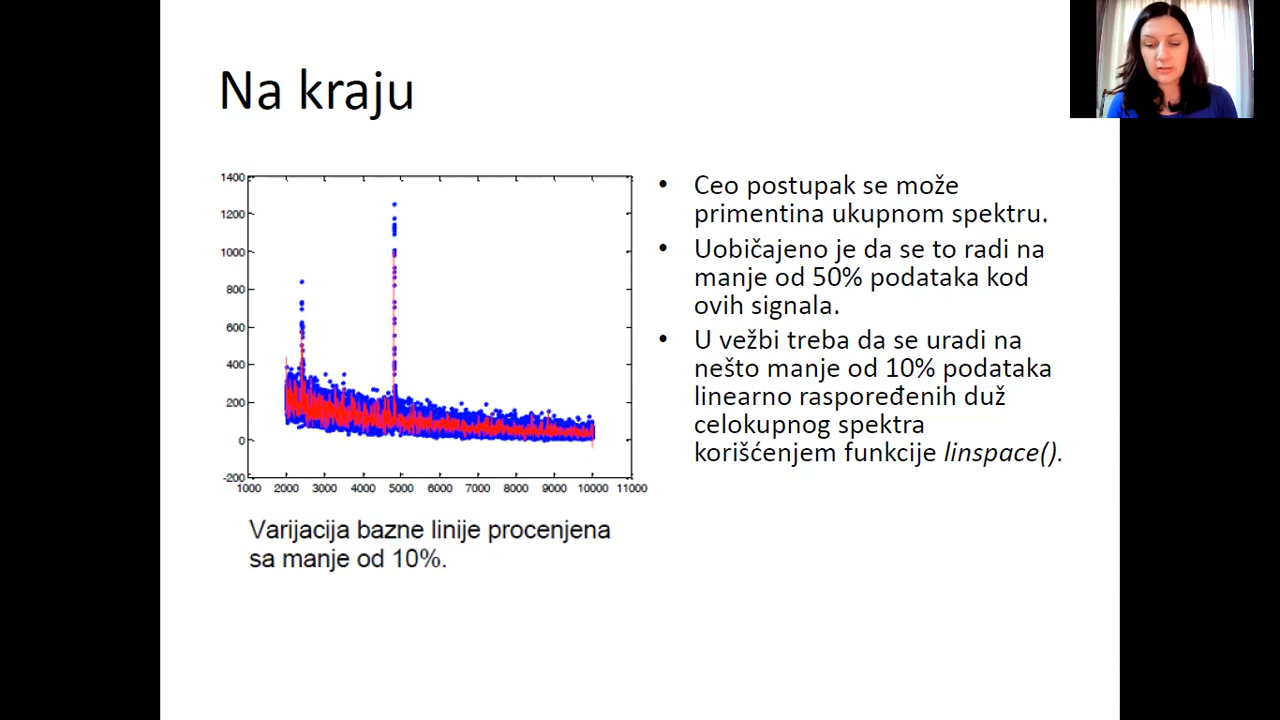 Na kraju
1400
1200
1000
800
600
400
200
0
-200
1000 2000 3000 4000 5000 6000 7000 8000 9000 10000 11000
Varijacija bazne linije procenjena
sa manje od 10%.
• Ceo postupak se može
primentina ukupnom spektru.
• Uobičajeno je da se to radi na
manje od 50% podataka kod
ovih signala.
• U vežbi treba da se uradi na
nešto manje od 10% podataka
linearno raspoređenih duž
celokupnog spektra
korišćenjem funkcije linspace().